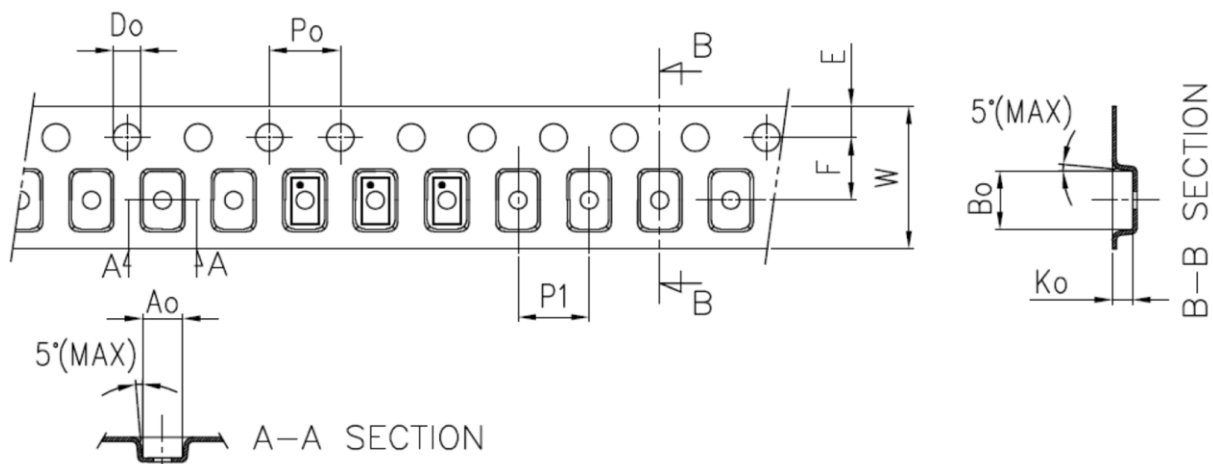 Do
Po
B
E
5°(MAX)
F
W
Bo
B-B SECTION
A
A
Ao
P1
B
Ko
5°(MAX)
A-A SECTION